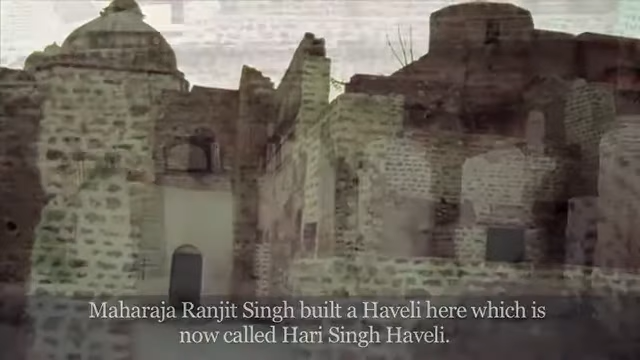 Maharaja Ranjit Singh built a Haveli here which is
now called Hari Singh Haveli.